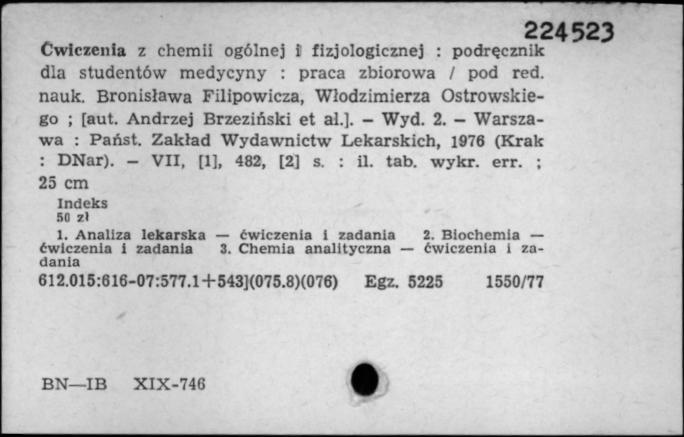 224523
Ćwiczenia z chemii ogólnej i fizjologicznej : podręcznik
dla studentów medycyny : praca zbiorowa / pod red.
nauk. Bronisława Filipowicza, Włodzimierza Ostrowskie-
go ; [aut. Andrzej Brzeziński et al.]. – Wyd. 2. – Warsza-
wa : Państ. Zakład Wydawnictw Lekarskich, 1976 (Krak
: DNar). – VII, [1], 482, [2] s. : il. tab. wykr. err. ;
25 cm
Indeks
50 zł
1. Analiza lekarska — ćwiczenia i zadania 2. Biochemia —
ćwiczenia i zadania 3. Chemia analityczna — ćwiczenia i za-
dania
612.015:616-07:577.1+543](075.8)(076) Egz. 5225 1550/77
BN—IB XIX-746